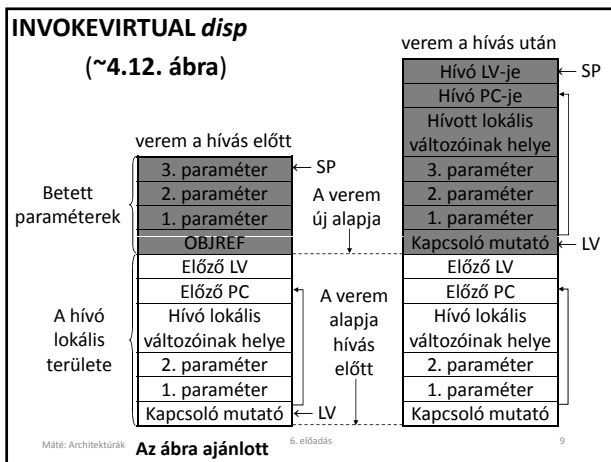 INVOKEVIRTUAL disp
(~4.12. ábra)
verem a hívás előtt
3. paraméter
← SP
2. paraméter
1. paraméter
OBJREF
Betett
paraméterek
A verem
új alapja
Előző LV
Előző PC
Hívó lokális
változóinak helye
2. paraméter
1. paraméter
Kapcsoló mutató
← LV
A hívó
lokális
területe
A verem
alapja
hívás
előtt
verem a hívás után
Hívó LV-je
← SP
Hívó PC-je
Hívott lokális
változóinak helye
3. paraméter
2. paraméter
1. paraméter
Kapcsoló mutató
← LV
Előző LV
Előző PC
Hívó lokális
változóinak helye
2. paraméter
1. paraméter
Kapcsoló mutató
Máté: Architektúrák
Az ábra ajánlott
6. előadás
9